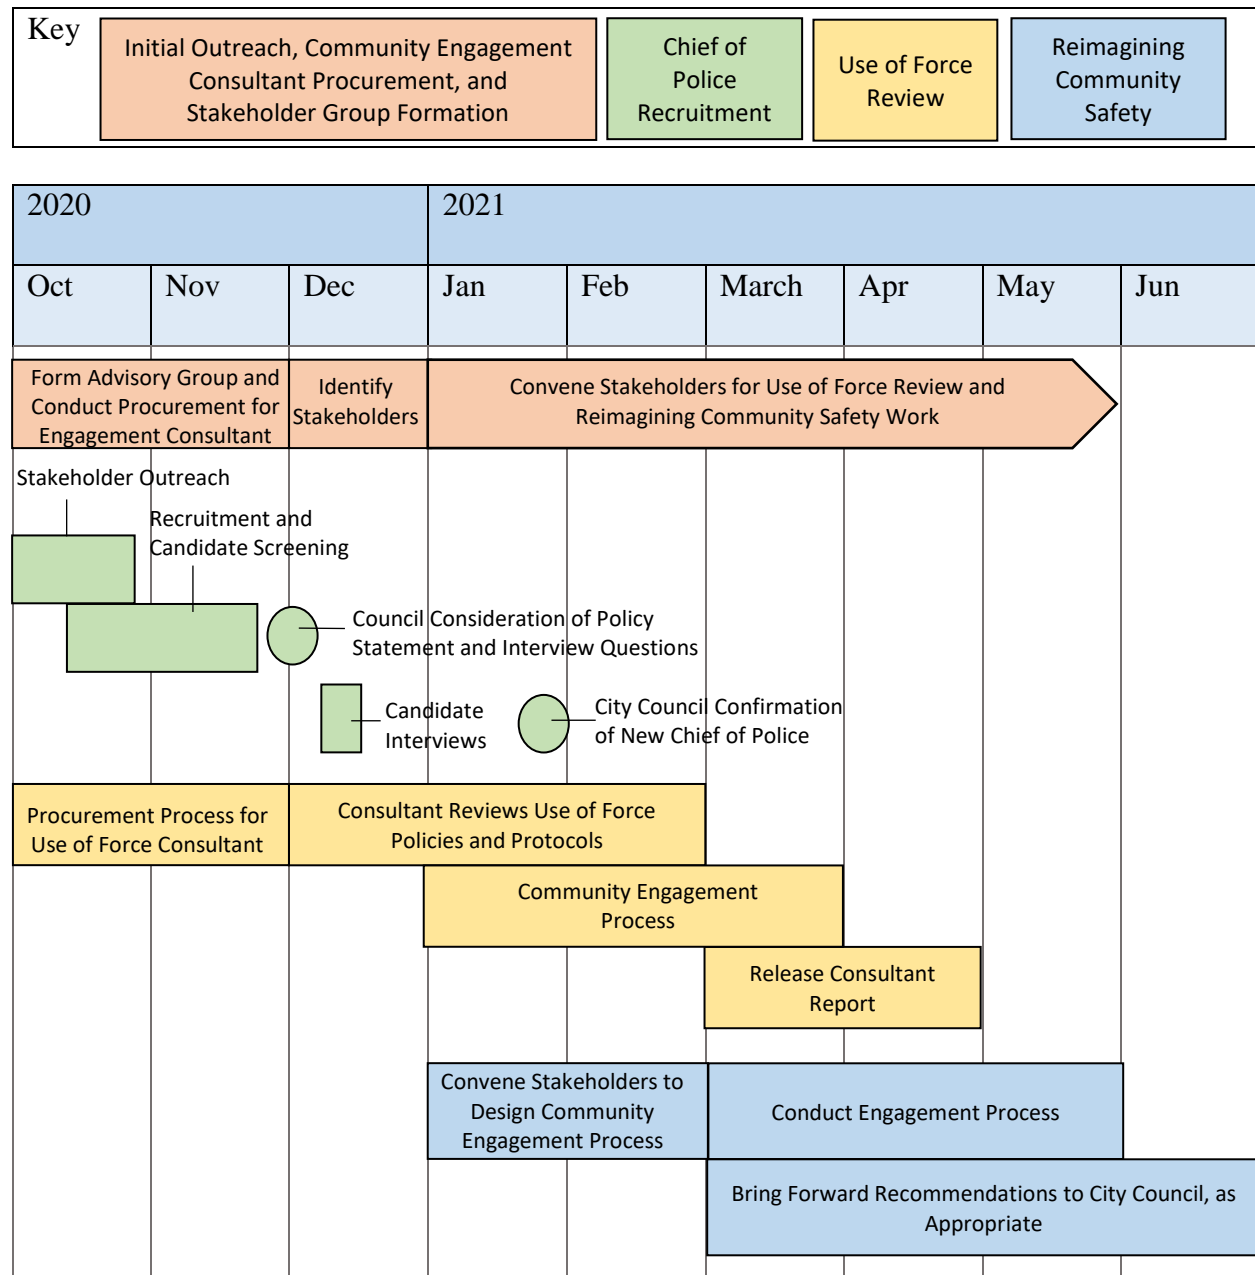 Key
Initial Outreach, Community Engagement
Consultant Procurement, and
Stakeholder Group Formation
Chief of
Police
Recruitment
Use of Force
Review
Reimagining
Community
Safety
2020
2021
Oct
Nov
Dec
Jan
Feb
March
Apr
May
Jun
Form Advisory Group and
Conduct Procurement for
Engagement Consultant
Identify
Stakeholders
Convene Stakeholders for Use of Force Review and
Reimagining Community Safety Work
Stakeholder Outreach
Recruitment and
Candidate Screening
Council Consideration of Policy
Statement and Interview Questions
Candidate
Interviews
City Council Confirmation
of New Chief of Police
Procurement Process for
Use of Force Consultant
Consultant Reviews Use of Force
Policies and Protocols
Community Engagement
Process
Release Consultant
Report
Convene Stakeholders to
Design Community
Engagement Process
Conduct Engagement Process
Bring Forward Recommendations to City Council, as
Appropriate